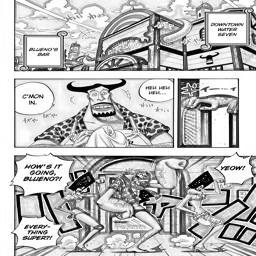 BLUENO'S
BAR
DOWNTOWN
WATER
SEVEN
C'MON
IN.
HEH HEH
HEH...
HOW'S IT
GOING,
BLUENO?!
YEOW!
EVERY-
THING
SUPER?!